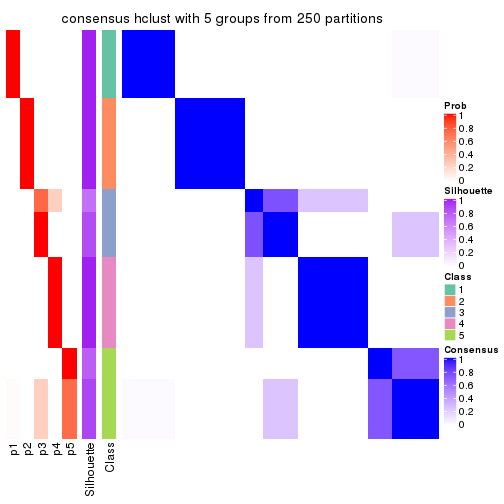 consensus hclust with 5 groups from 250 partitions
Prob
1
0.8
0.6
0.4
0.2
0
Silhouette
1
0.8
0.6
0.4
0.2
0
Class
1
2
3
4
5
Consensus
1
0.8
0.6
0.4
0.2
0
p1
p2
p3
p4
p5
Silhouette
Class